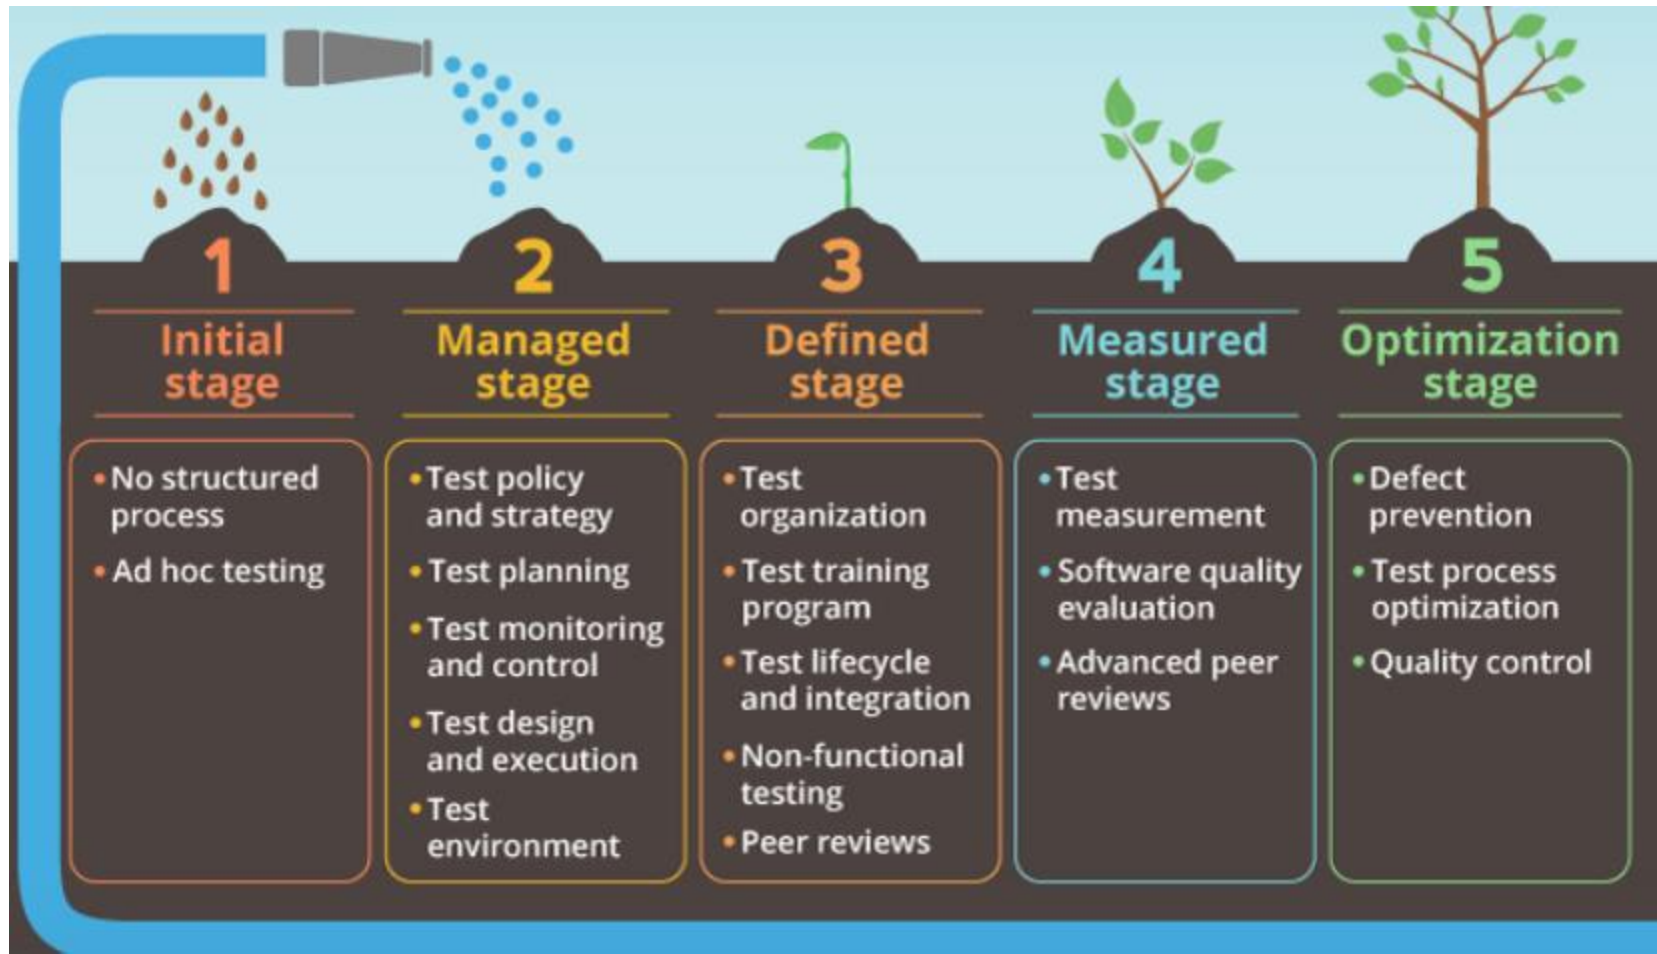 1
Initial
stage
• No structured
process
• Ad hoc testing
2
Managed
stage
• Test policy
and strategy
• Test planning
• Test monitoring
and control
• Test design
and execution
• Test
environment
3
Defined
stage
• Test
organization
• Test training
program
• Test lifecycle
and integration
• Non-functional
testing
• Peer reviews
4
Measured
stage
• Test
measurement
• Software quality
evaluation
• Advanced peer
reviews
5
Optimization
stage
• Defect
prevention
• Test process
optimization
• Quality control